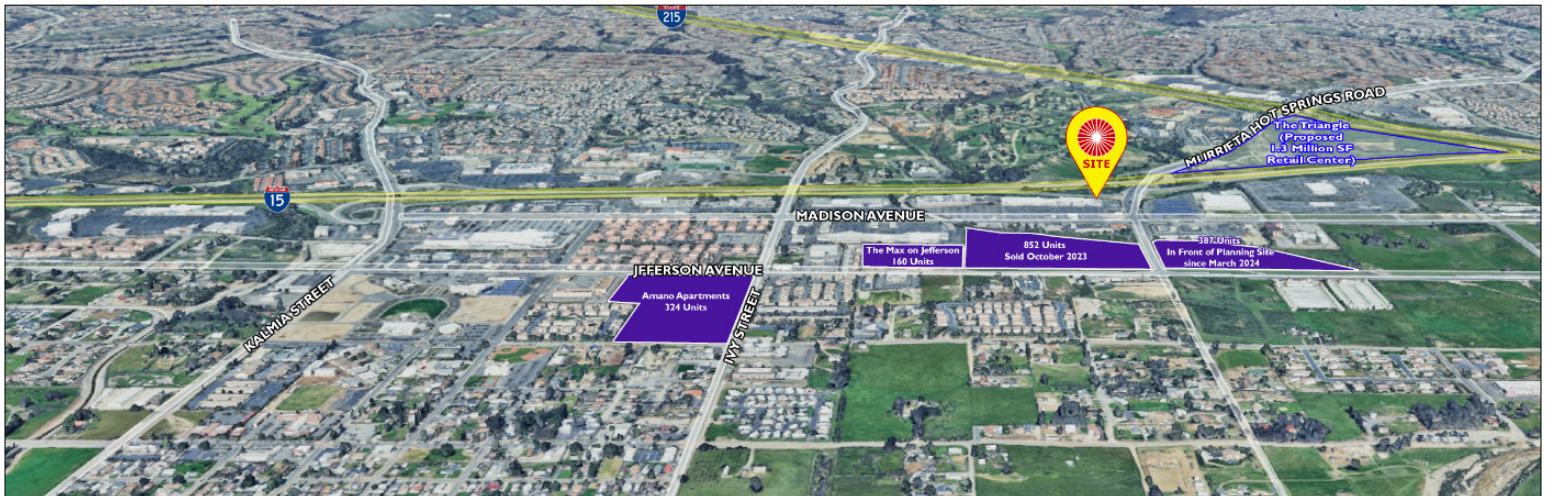 215
MURRIETA HOT SPRINGS ROAD
The Triangle
(Proposed
1.3 Million SF
Retail Center)
SITE
15
MADISON AVENUE
The Max on Jefferson
160 Units
852 Units
Sold October 2023
387 Units
In Front of Planning Site
since March 2024
JEFFERSON AVENUE
Amano Apartments
324 Units
KALMIA STREET
IVY STREET